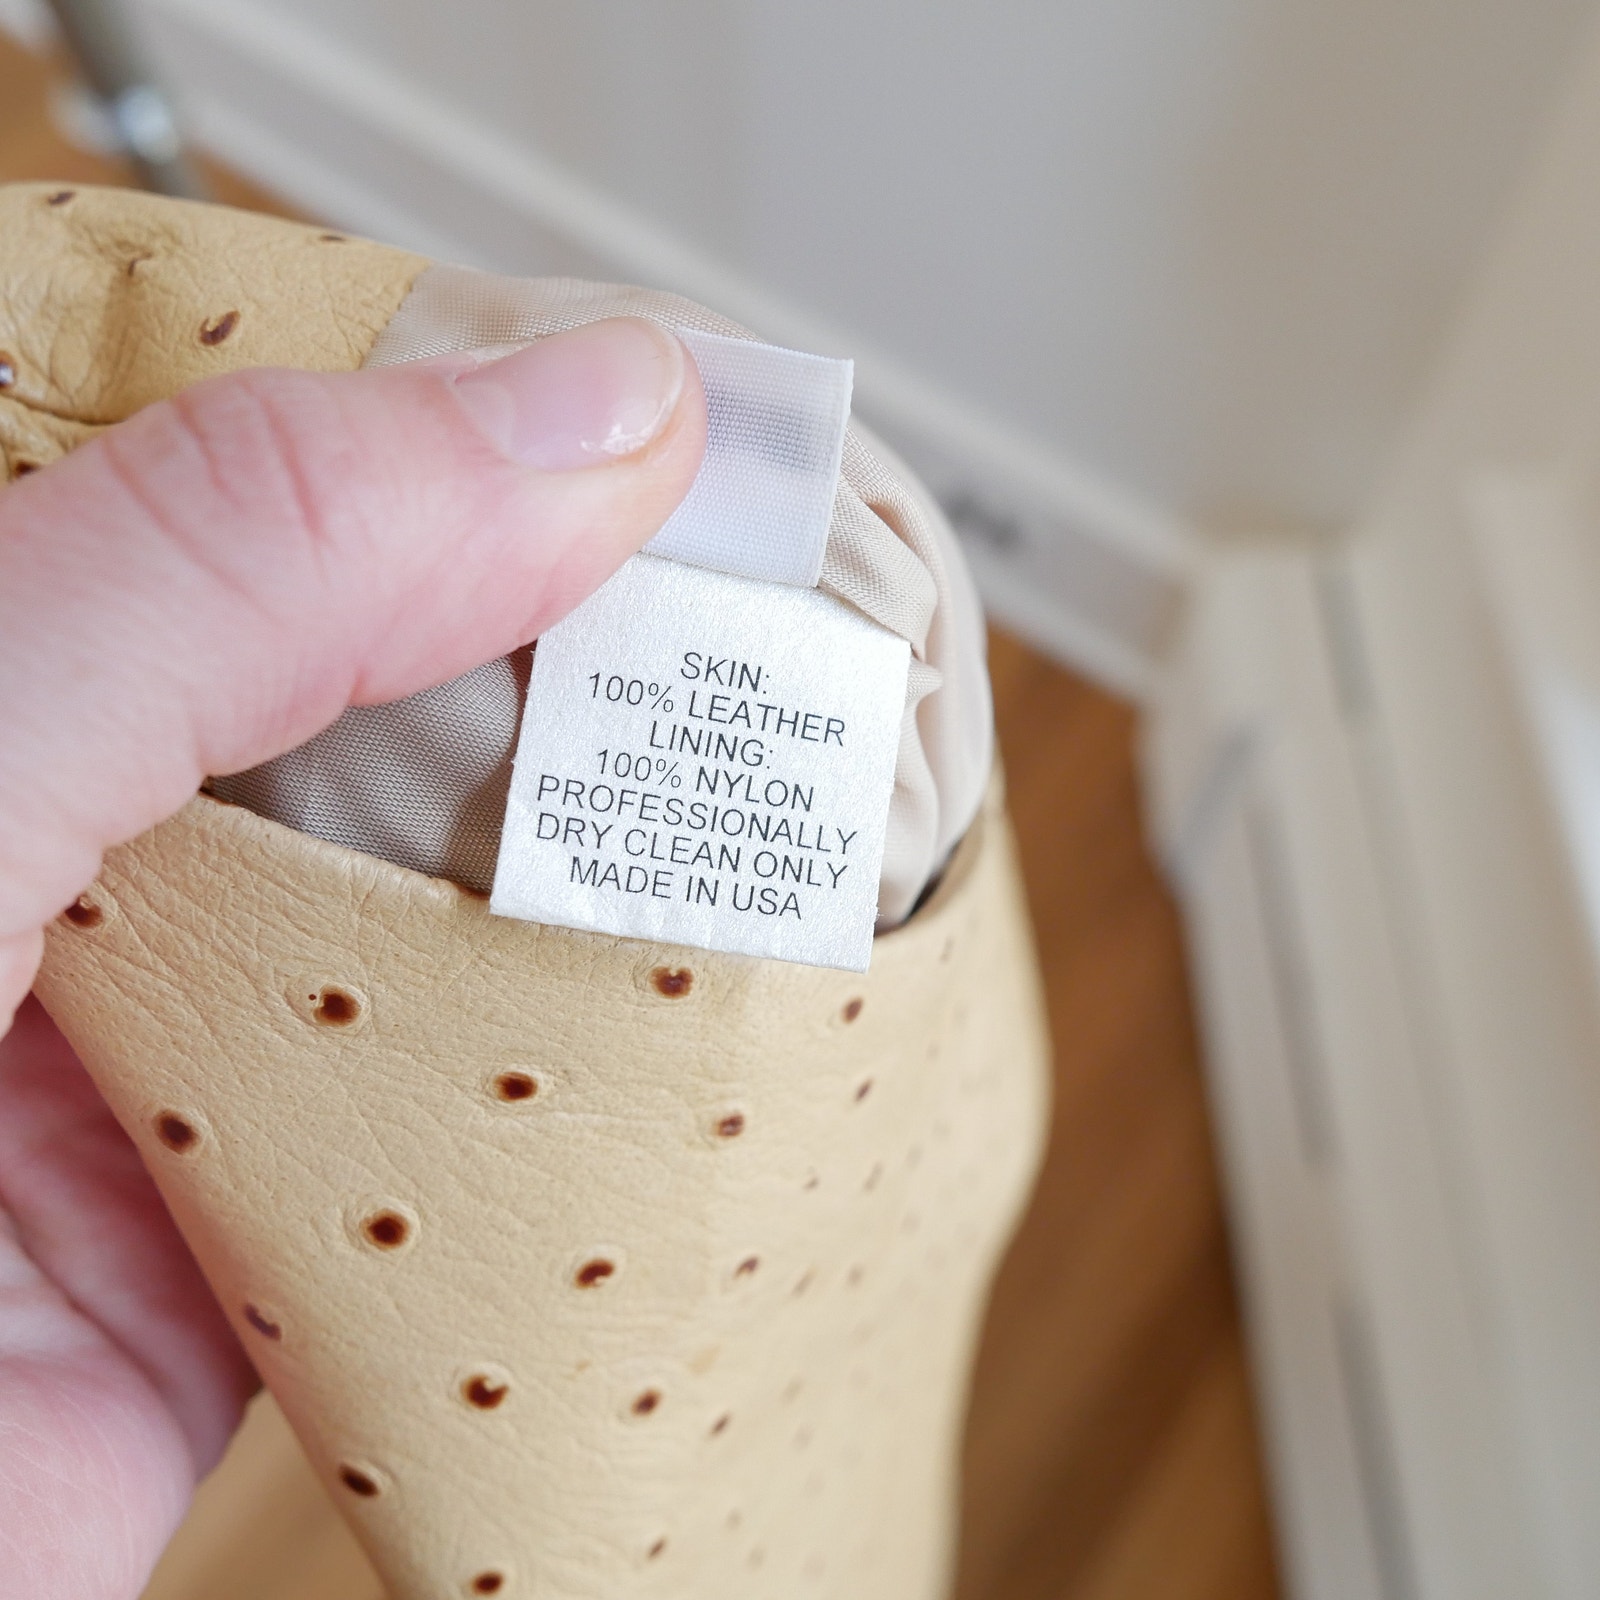 SKIN:
100% LEATHER
LINING:
100% NYLON
PROFESSIONALLY
DRY CLEAN ONLY
MADE IN USA